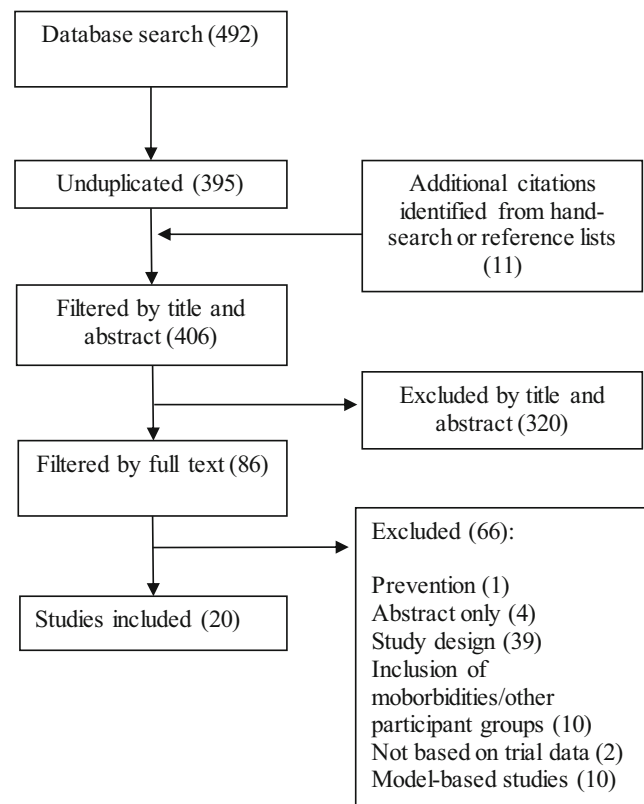 Database search (492)
Unduplicated (395)
Additional citations
identified from hand-
search or reference lists
(11)
Filtered by title and
abstract (406)
Excluded by title and
abstract (320)
Filtered by full text (86)
Excluded (66):
Prevention (1)
Abstract only (4)
Study design (39)
Inclusion of
moborbidities/other
participant groups (10)
Not based on trial data (2)
Model-based studies (10)
Studies included (20)